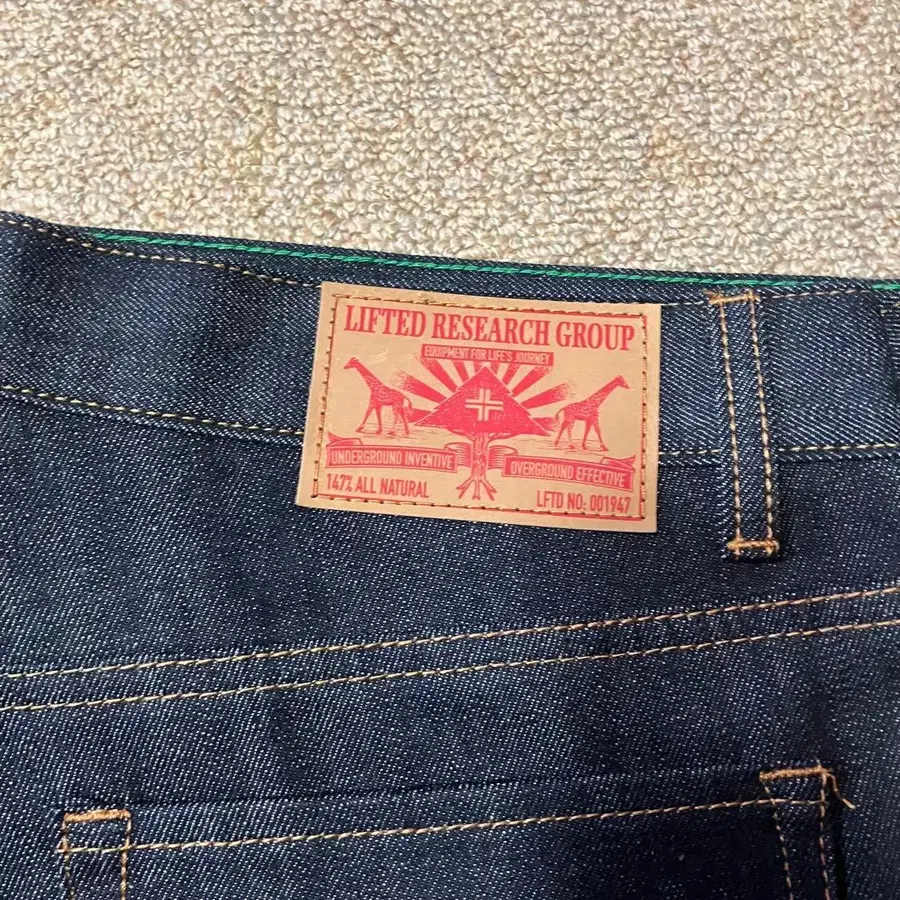 LIFTED RESEARCH GROUP
EQUIPMENT FOR LIFE'S JOURNEY
UNDERGROUND INVENTIVE
OVERGROUND EFFECTIVE
147% ALL NATURAL
LFTD NO: 001947